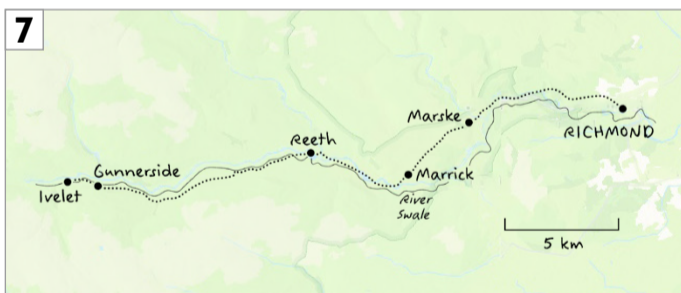 7
Marske
RICHMOND
Reeth
Gunnerside
Marrick
Ivelet
River
Swale
5 km